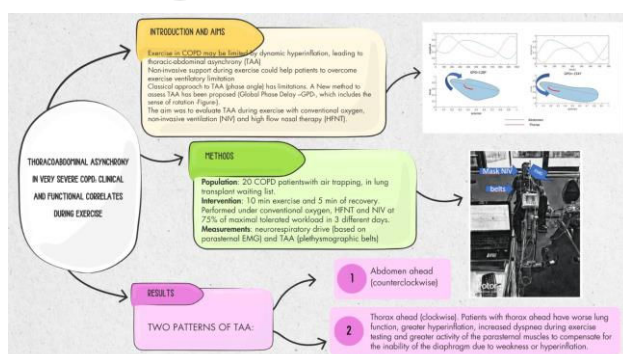 THORACOABDOMINAL ASYNCHRONY
IN VERY SEVERE COPD: CLINICAL
AND FUNCTIONAL CORRELATES
DURING EXERCISE
INTRODUCTION AND AIMS
Exercise in COPD may be limited by dynamic hyperinflation, leading to
thoracic-abdominal asynchrony (TAA)
Non-invasive support during exercise could help patients to overcome
exercise ventilatory limitation
Classical approach to TAA (phase angle) has limitations. A New method to
assess TAA has been proposed (Global Phase Delay –GPD-, which includes the
sense of rotation (Figure).
The aim was to evaluate TAA during exercise with conventional oxygen,
non-invasive ventilation (NIV) and high flow nasal therapy (HFNT).
METHODS
Population: 20 COPD patientswith air trapping, in lung
transplant waiting list.
Intervention: 10 min exercise and 5 min of recovery.
Performed under conventional oxygen, HFNT and NIV at
75% of maximal tolerated workload in 3 different days.
Measurements: neurorespiratory drive (based on
parasternal EMG) and TAA (plethysmographic belts)
Mask NIV
belts
RESULTS
TWO PATTERNS OF TAA:
1
Abdomen ahead
(counterclockwise)
2
Thorax ahead (clockwise). Patients with thorax ahead have worse lung
function, greater hyperinflation, increased dyspnea during exercise
testing and greater activity of the parasternal muscles to compensate for
the inability of the diaphragm due to weakness or hyperinflation.